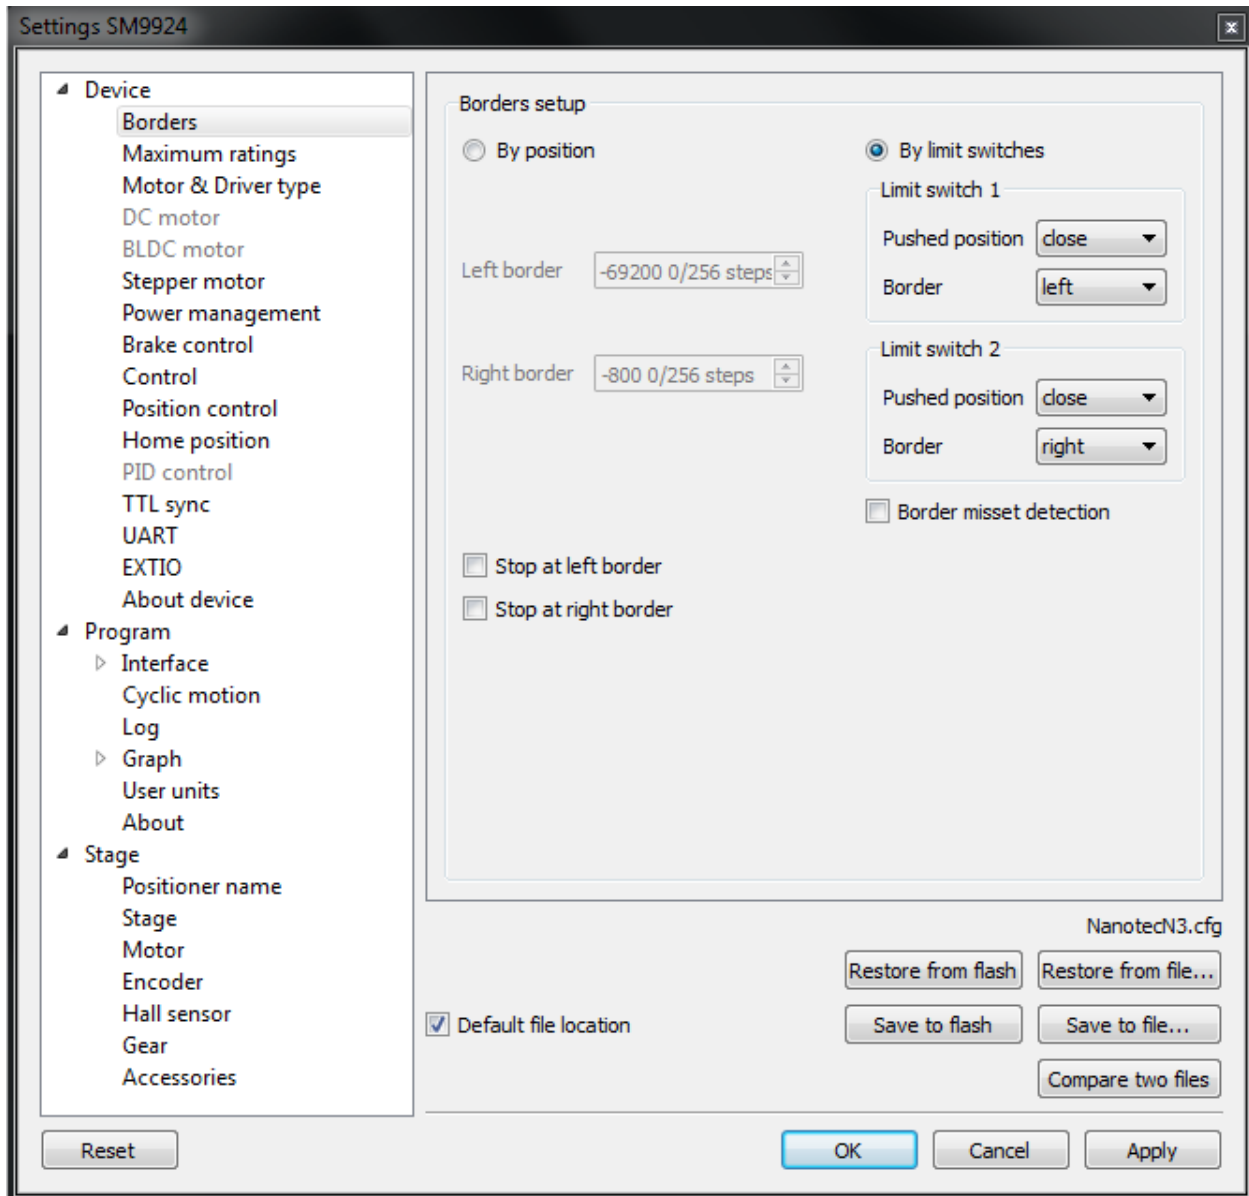 Settings SM9924
Device
Borders
Maximum ratings
Motor & Driver type
DC motor
BLDC motor
Stepper motor
Power management
Brake control
Control
Position control
Home position
PID control
TTL sync
UART
EXTIO
About device
Program
Interface
Cyclic motion
Log
Graph
User units
About
Stage
Positioner name
Stage
Motor
Encoder
Hall sensor
Gear
Accessories
Borders setup
By position
Left border -69200 0/256 steps
Right border -800 0/256 steps
By limit switches
Limit switch 1
Pushed position close
Border left
Limit switch 2
Pushed position close
Border right
Border misset detection
Stop at left border
Stop at right border
NanotecN3.cfg
Restore from flash Restore from file...
Default file location Save to flash Save to file...
Compare two files
Reset OK Cancel Apply